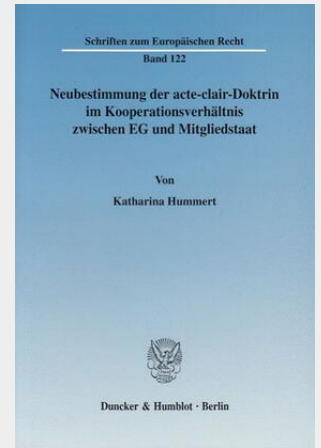 Schriften zum Europäischen Recht
Band 122
Neubestimmung der acte-clair-Doktrin
im Kooperationsverhältnis
zwischen EG und Mitgliedstaat
Von
Katharina Hummert
Duncker & Humblot · Berlin